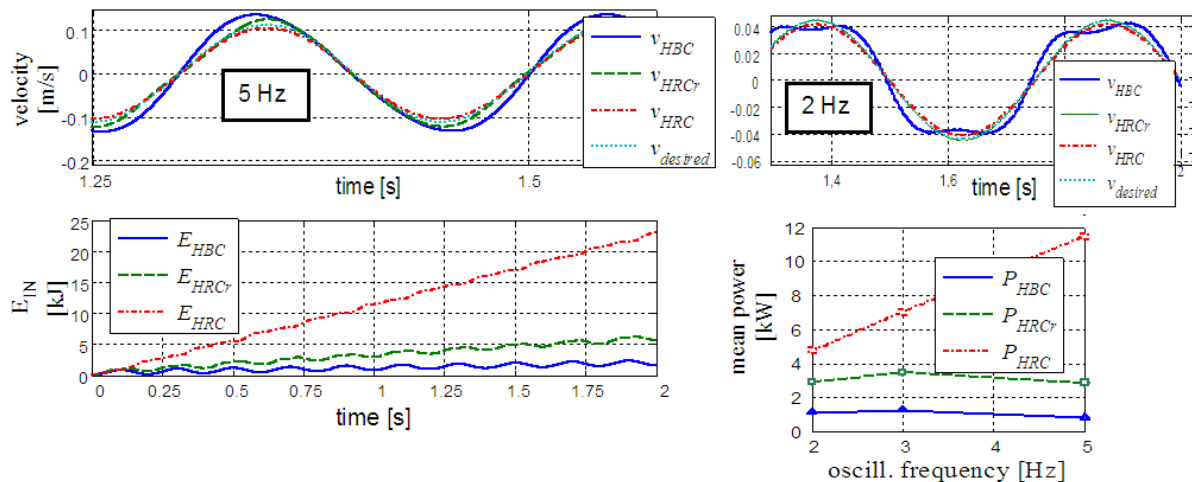 velocity
[m/s]
0.1
0
-0.1
-0.2
5 Hz
v_HBC
v_HRCr
v_HRC
v_desired
1.25
1.5
time [s]
0.04
0.02
0
-0.02
-0.04
-0.06
2 Hz
v_HBC
v_HRCr
v_HRC
v_desired
1,4
1,6
time [s]
2
E_IN
[kJ]
25
20
15
10
5
0
E_HBC
E_HRCr
E_HRC
0
0.25
0.5
0.75
1
1.25
1.5
1.75
2
time [s]
mean power
[kW]
12
10
8
6
4
2
0
P_HBC
P_HRCr
P_HRC
2
3
4
5
oscill. frequency [Hz]